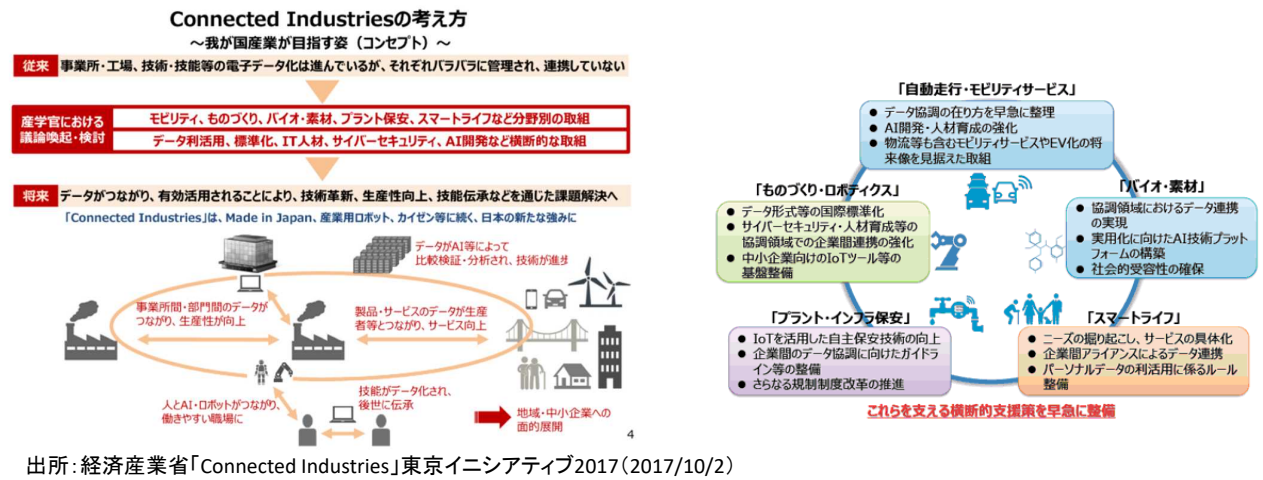 Connected Industriesの考え方
～我が国産業が目指す姿（コンセプト）～
従来 事業所・工場、技術・技能等の電子データ化は進んでいるが、それぞれバラバラに管理され、連携していない
産学官における
議論喚起・検討
モビリティ、ものづくり、バイオ・素材、プラント保安、スマートライフなど分野別の取組
データ利活用、標準化、IT人材、サイバーセキュリティ、AI開発など横断的な取組
将来 データがつながり、有効活用されることにより、技術革新、生産性向上、技能伝承などを通じた課題解決へ
「Connected Industries」は、Made in Japan、産業用ロボット、カイゼン等に続く、日本の新たな強みに
データがAI等によって
比較検証・分析され、技術が進歩
事業所間・部門間のデータが
つながり、生産性が向上
製品・サービスのデータが生産
者等とつながり、サービス向上
人とAI・ロボットがつながり、
働きやすい職場に
技能がデータ化され、
後世に伝承
地域・中小企業への
面的展開
4
「自動走行・モビリティサービス」
● データ協調の在り方を早急に整理
● AI開発・人材育成の強化
● 物流等も含むモビリティサービスやEV化の将
来像を見据えた取組
「ものづくり・ロボティクス」
● データ形式等の国際標準化
● サイバーセキュリティ・人材育成等の
協調領域での企業間連携の強化
● 中小企業向けのIoTツール等の
基盤整備
「バイオ・素材」
● 協調領域におけるデータ連携
の実現
● 実用化に向けたAI技術プラット
フォームの構築
● 社会的受容性の確保
「プラント・インフラ保安」
● IoTを活用した自主保安技術の向上
● 企業間のデータ協調に向けたガイドラ
イン等の整備
● さらなる規制制度改革の推進
「スマートライフ」
● ニーズの掘り起こし、サービスの具体化
● 企業間アライアンスによるデータ連携
● パーソナルデータの利活用に係るルール
整備
これらを支える横断的支援策を早急に整備
出所：経済産業省「Connected Industries」東京イニシアティブ2017（2017/10/2）